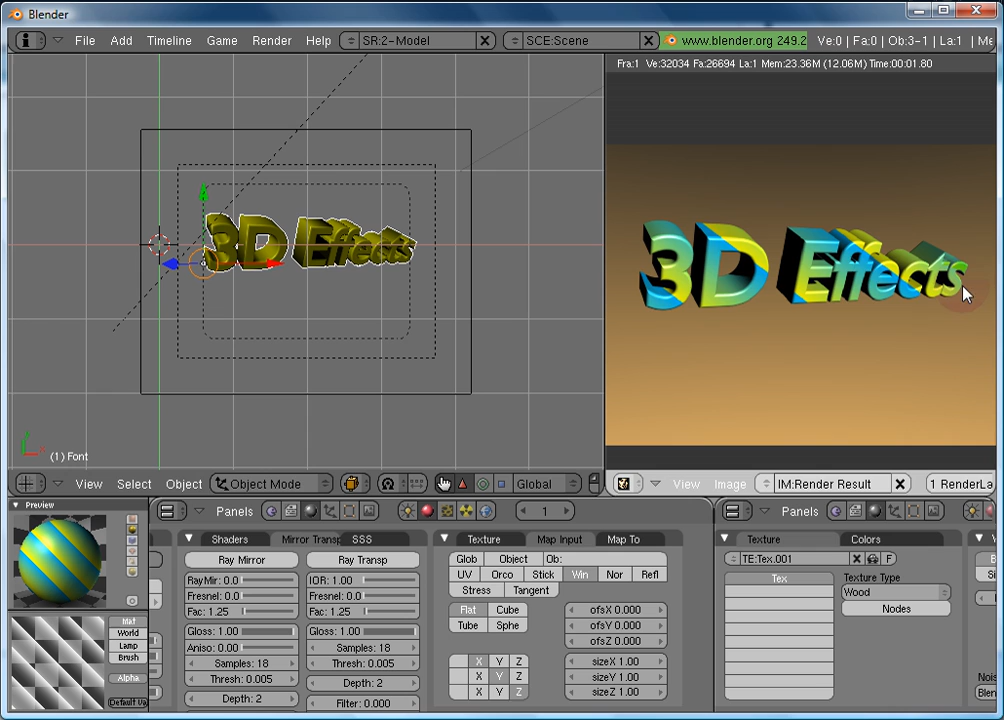 Blender
File Add Timeline Game Render Help SR:2-Model SCE:Scene www.blender.org 249.2 Ve:0 | Fa:0 | Ob:3-1 | La:1 | Me
Fra:1 Ve:32034 Fa:26694 La:1 Mem:23.36M (12.06M) Time:00:01.80
3D Effects
3D Effects
(1) Font
View Select Object Object Mode Global
View Image IM:Render Result 1 RenderLa
Preview
Panels 1
Panels
Shaders Mirror Transp SSS
Texture Map Input Map To
Texture Colors
Ray Mirror Ray Transp
Glob Object Ob:
TE:Tex.001 F
RayMir: 0.0 IOR: 1.00
UV Orco Stick Win Nor Refl
Tex Texture Type
Fresnel: 0.0 Fresnel: 0.0
Stress Tangent
Wood
Fac: 1.25 Fac: 1.25
Flat Cube ofsX 0.000
Nodes
Mat
World
Lamp
Brush
Alpha
Gloss: 1.00 Gloss: 1.00
Tube Sphe ofsY 0.000
Aniso: 0.00 Samples: 18
ofsZ 0.000
Samples: 18 Thresh: 0.005
X Y Z sizeX 1.00
Thresh: 0.005 Depth: 2
X Y Z sizeY 1.00
Depth: 2 Filter: 0.000
X Y Z sizeZ 1.00